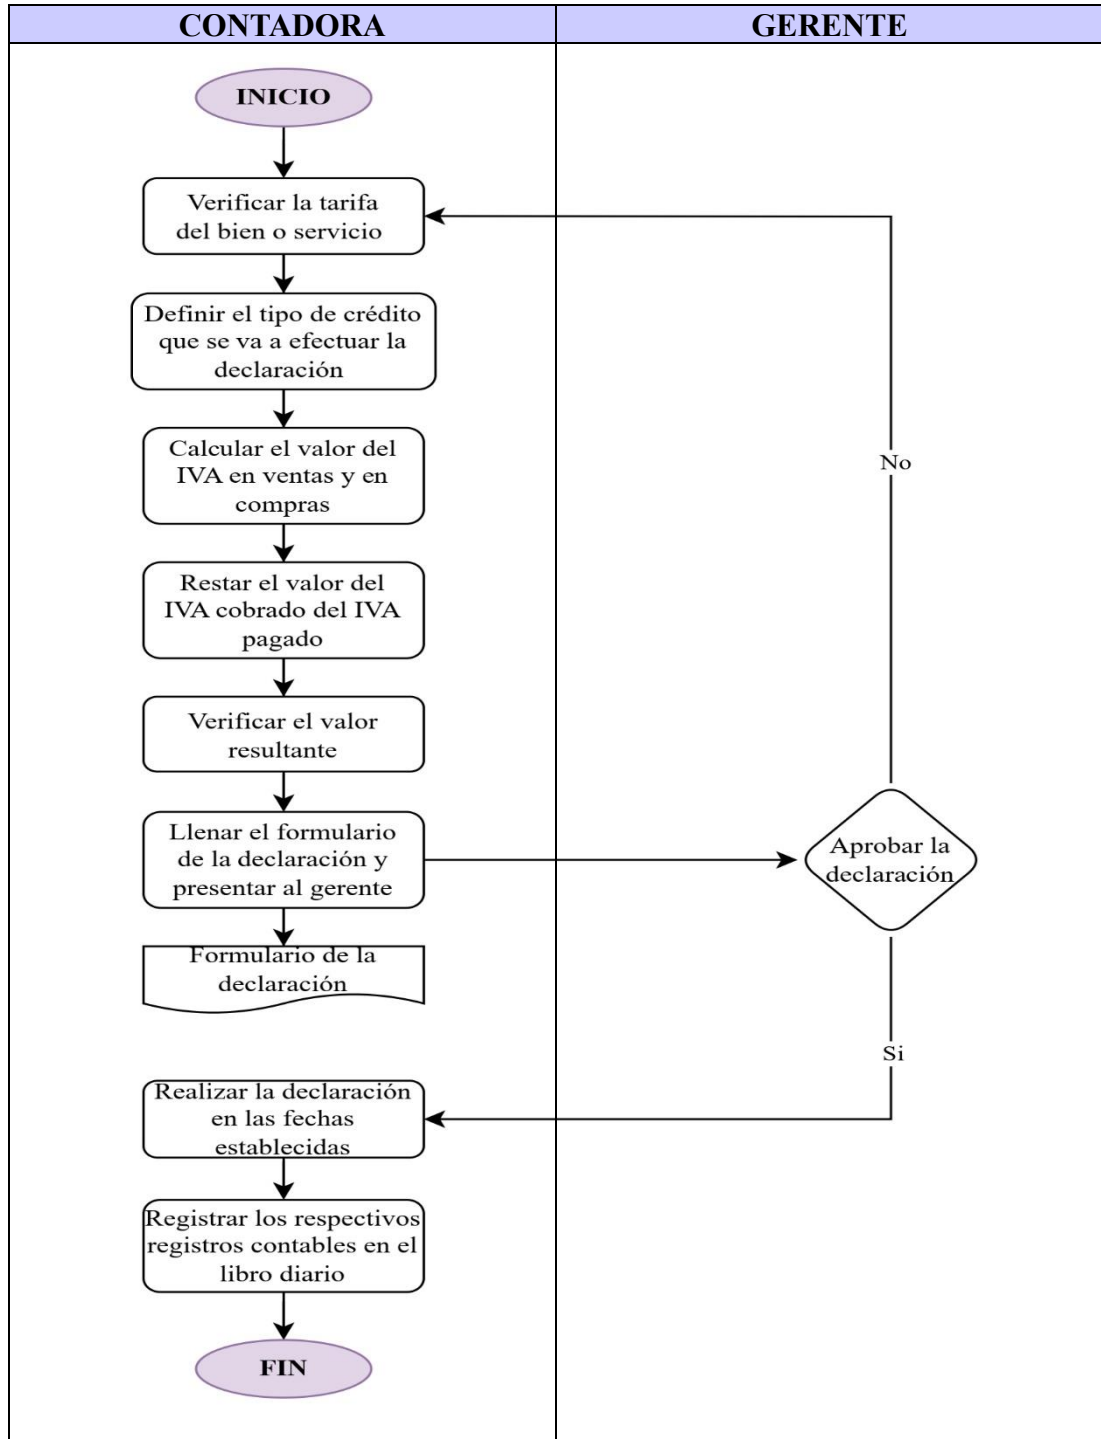 CONTADORA
GERENTE
INICIO
Verificar la tarifa
del bien o servicio
Definir el tipo de crédito
que se va a efectuar la
declaración
Calcular el valor del
IVA en ventas y en
compras
No
Restar el valor del
IVA cobrado del IVA
pagado
Verificar el valor
resultante
Llenar el formulario
de la declaración y
presentar al gerente
Aprobar la
declaración
Formulario de la
declaración
Si
Realizar la declaración
en las fechas
establecidas
Registrar los respectivos
registros contables en el
libro diario
FIN